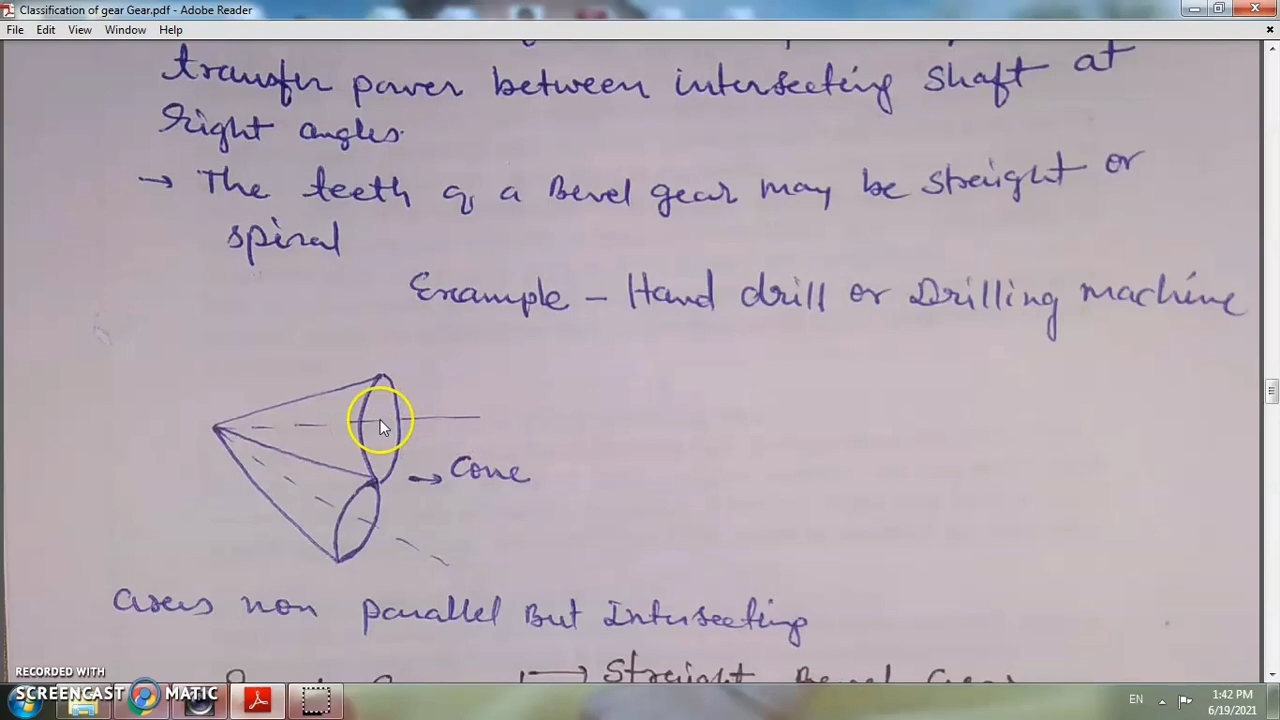 Classification of gear Gear.pdf - Adobe Reader
File Edit View Window Help
transfer power between intersecting shaft at
right angles.
→ The teeth of a Bevel gear may be straight or
spiral
Example - Hand drill or Drilling machine
→ Cone
axes non parallel But Intersecting
→ Straight Bevel Gear
RECORDED WITH
SCREENCAST MATIC
EN
1:42 PM
6/19/2021